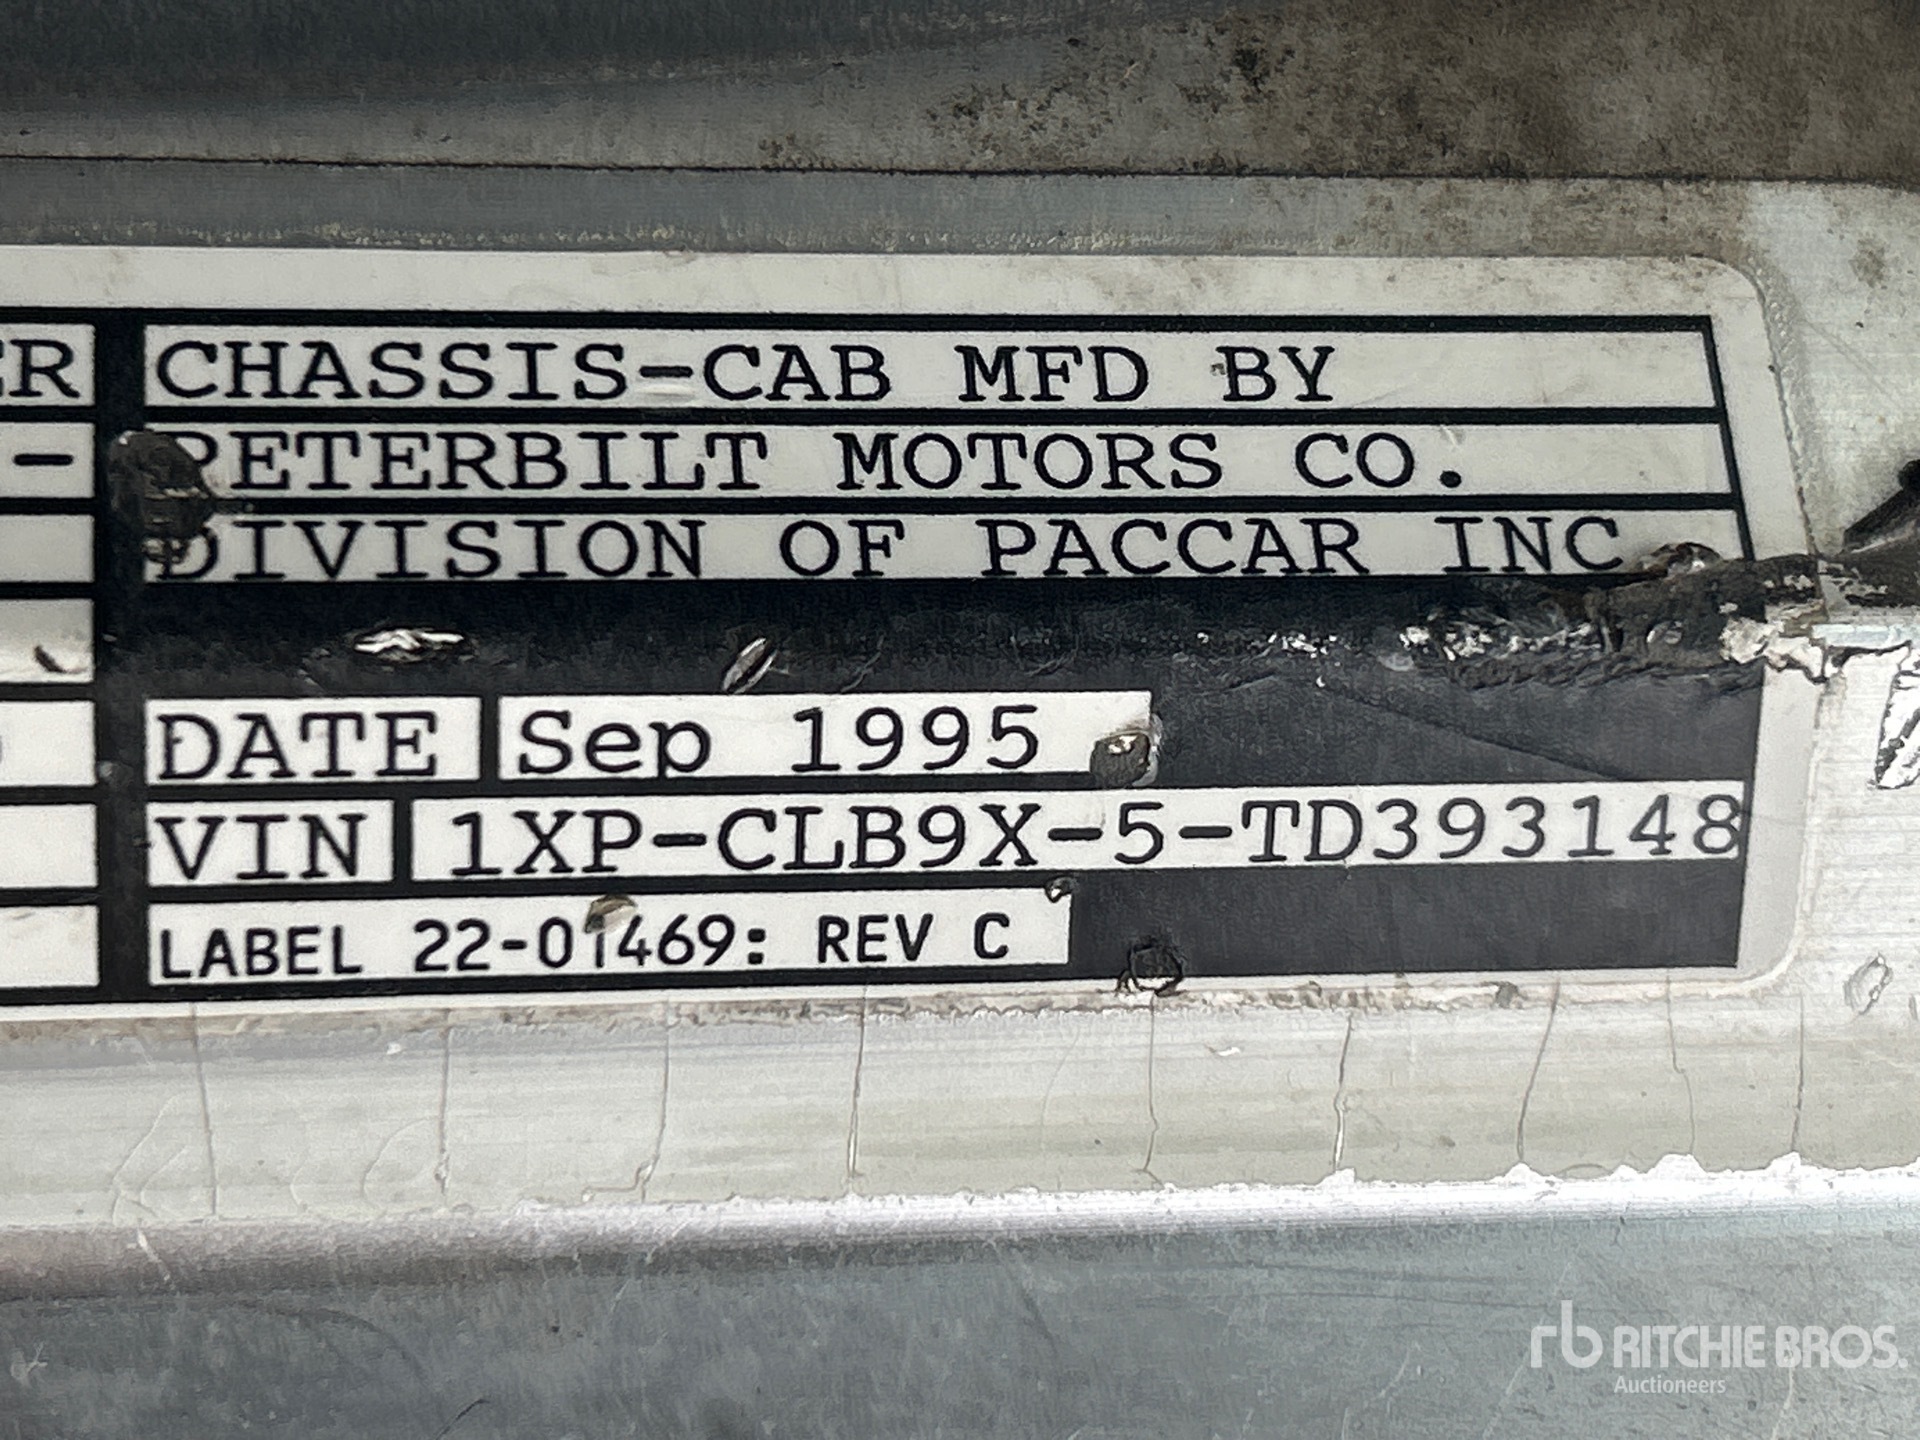 ER CHASSIS-CAB MFD BY
- PETERBILT MOTORS CO.
DIVISION OF PACCAR INC
DATE Sep 1995
VIN 1XP-CLB9X-5-TD393148
LABEL 22-01469: REV C
rb RITCHIE BROS.
Auctioneers